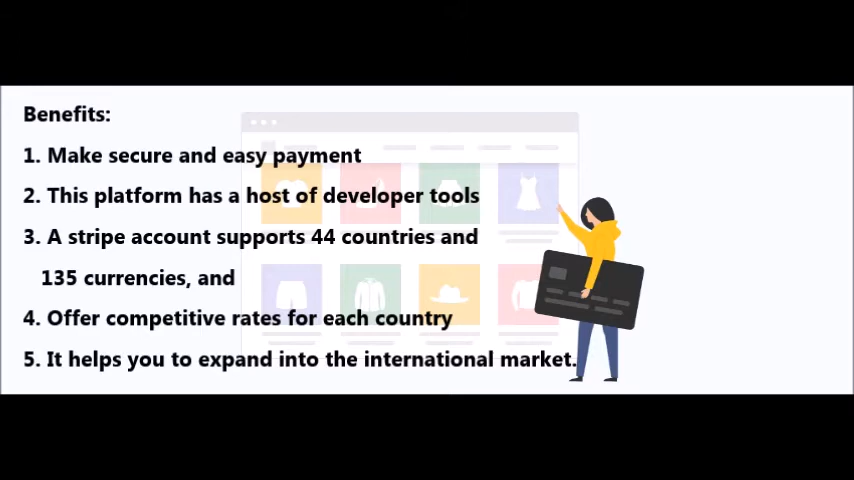 Benefits:
1. Make secure and easy payment
2. This platform has a host of developer tools
3. A stripe account supports 44 countries and
135 currencies, and
4. Offer competitive rates for each country
5. It helps you to expand into the international market.